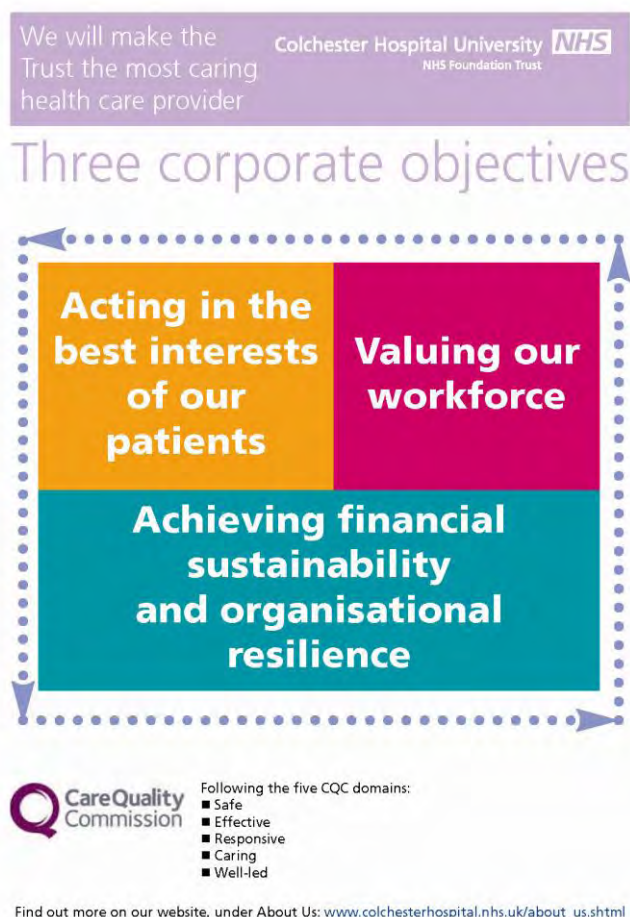 We will make the
Trust the most caring
health care provider
Colchester Hospital University NHS
NHS Foundation Trust
Three corporate objectives
Acting in the
best interests
of our
patients
Valuing our
workforce
Achieving financial
sustainability
and organisational
resilience
CareQuality
Commission
Following the five CQC domains:
■ Safe
■ Effective
■ Responsive
■ Caring
■ Well-led
Find out more on our website, under About Us: www.colchesterhospital.nhs.uk/about_us.shtml